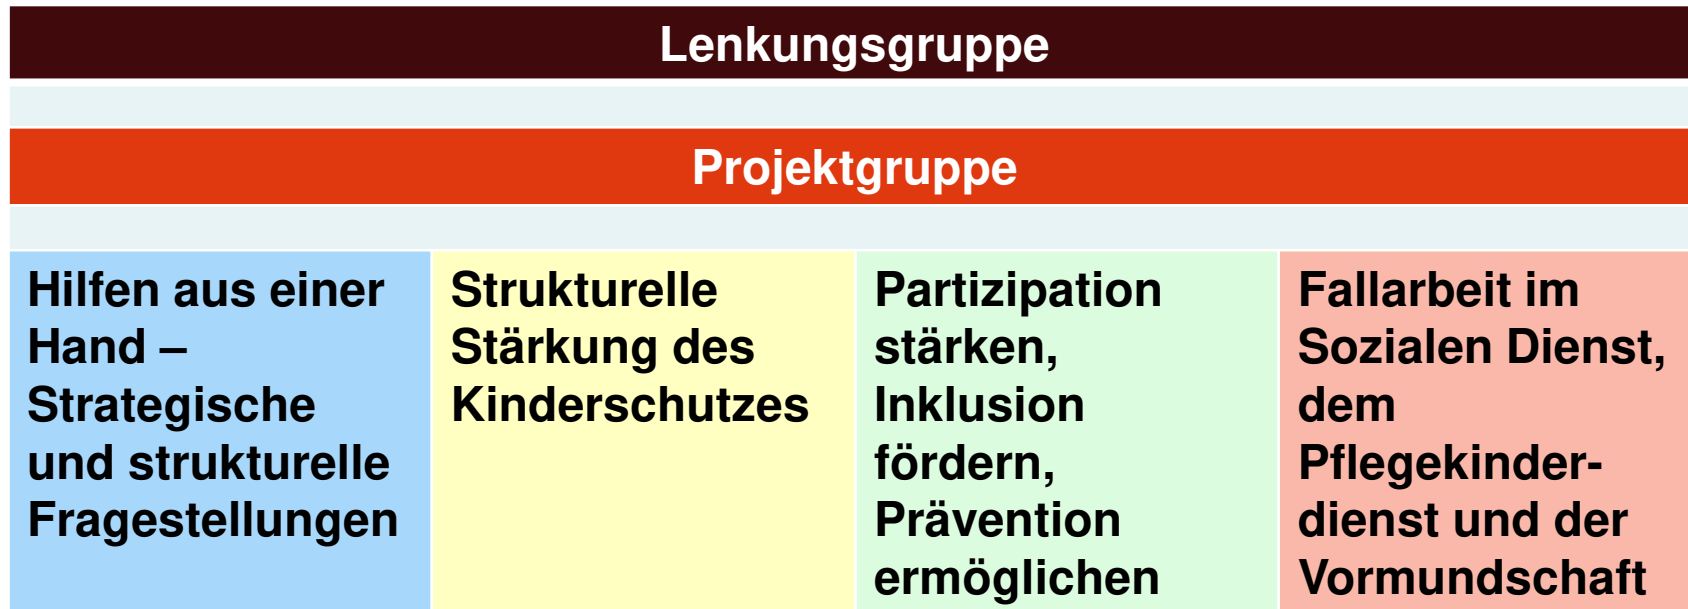 Lenkungsgruppe
Projektgruppe
Hilfen aus einer
Hand –
Strategische
und strukturelle
Fragestellungen
Strukturelle
Stärkung des
Kinderschutzes
Partizipation
stärken,
Inklusion
fördern,
Prävention
ermöglichen
Fallarbeit im
Sozialen Dienst,
dem
Pflegekinder-
dienst und der
Vormundschaft